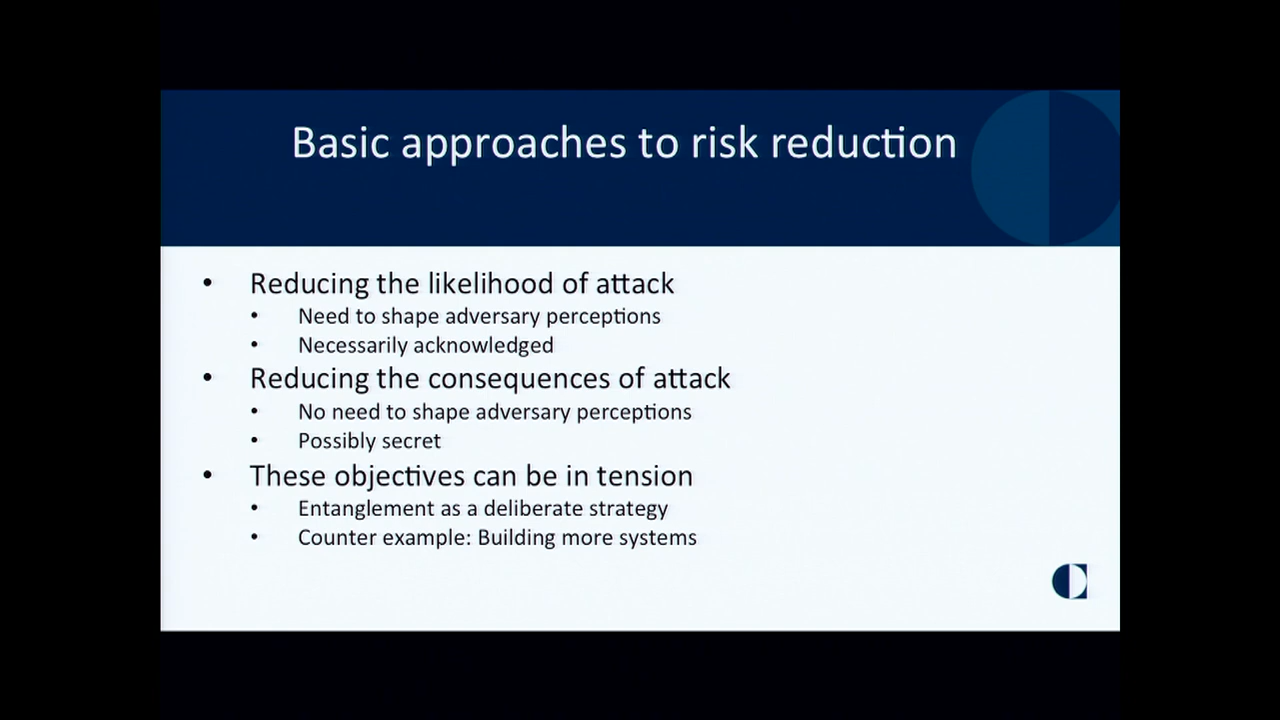 Basic approaches to risk reduction
• Reducing the likelihood of attack
• Need to shape adversary perceptions
• Necessarily acknowledged
• Reducing the consequences of attack
• No need to shape adversary perceptions
• Possibly secret
• These objectives can be in tension
• Entanglement as a deliberate strategy
• Counter example: Building more systems